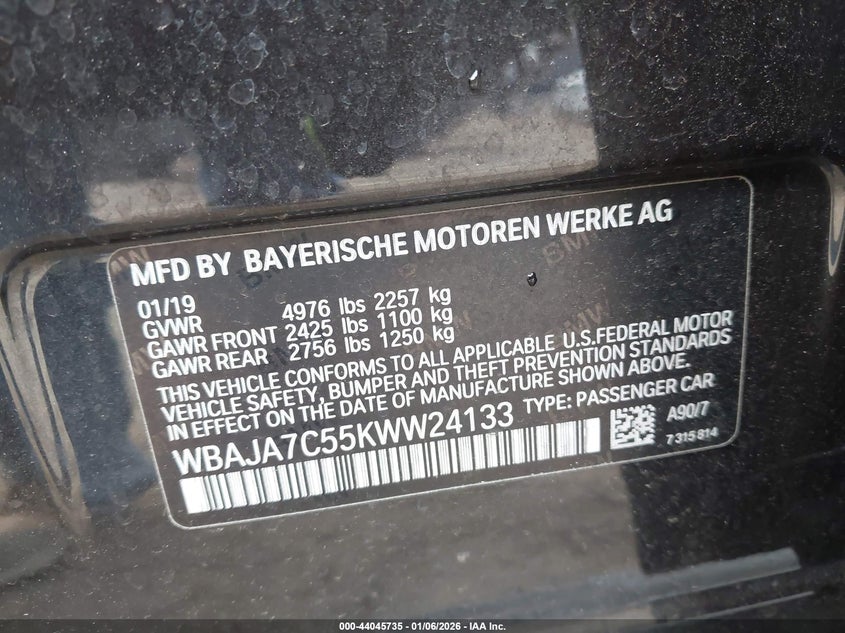 MFD BY BAYERISCHE MOTOREN WERKE AG
01/19
GVWR 4976 lbs 2257 kg
GAWR FRONT 2425 lbs 1100 kg
GAWR REAR 2756 lbs 1250 kg
THIS VEHICLE CONFORMS TO ALL APPLICABLE U.S.FEDERAL MOTOR
VEHICLE SAFETY, BUMPER AND THEFT PREVENTION STANDARDS
IN EFFECT ON THE DATE OF MANUFACTURE SHOWN ABOVE.
WBAJA7C55KWW24133 TYPE: PASSENGER CAR
A90/7
7 315 814
000-44045735 - 01/06/2026 - IAA Inc.